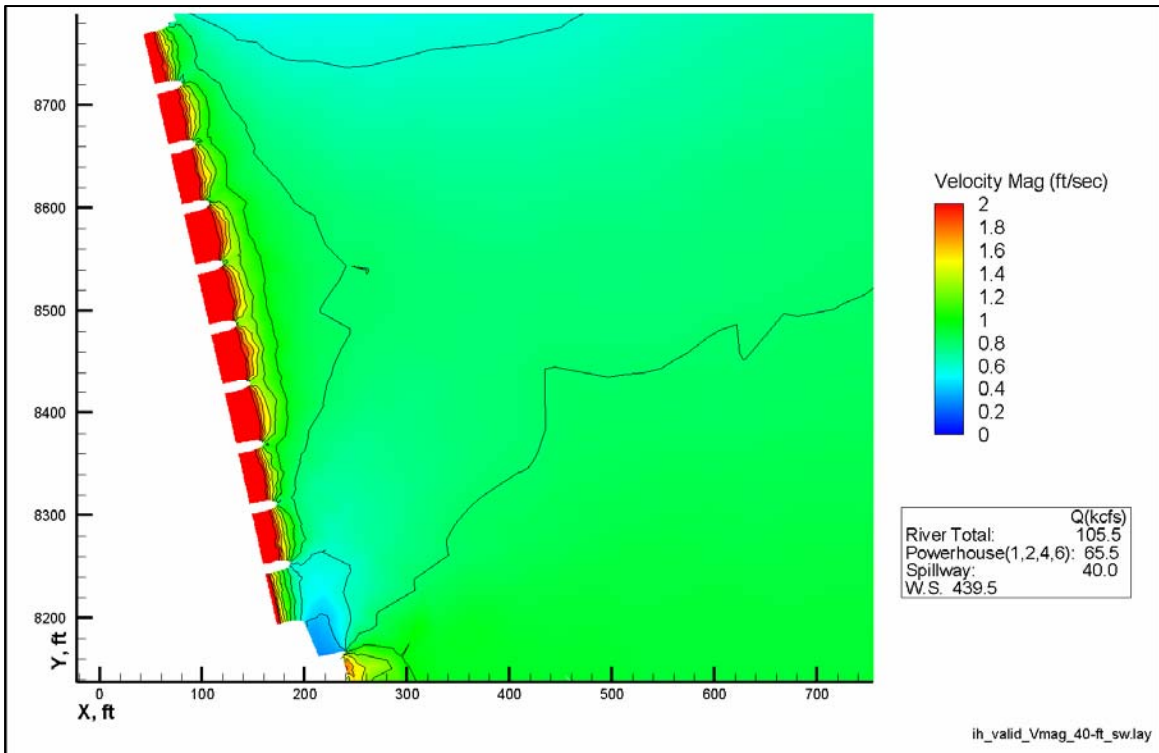 8700
8600
8500
8400
8300
8200
Y, ft
0 100 200 300 400 500 600 700
X, ft
Velocity Mag (ft/sec)
2
1.8
1.6
1.4
1.2
1
0.8
0.6
0.4
0.2
0
Q(kcfs)
River Total: 105.5
Powerhouse(1,2,4,6): 65.5
Spillway: 40.0
W.S. 439.5
ih_valid_Vmag_40-ft_sw.lay